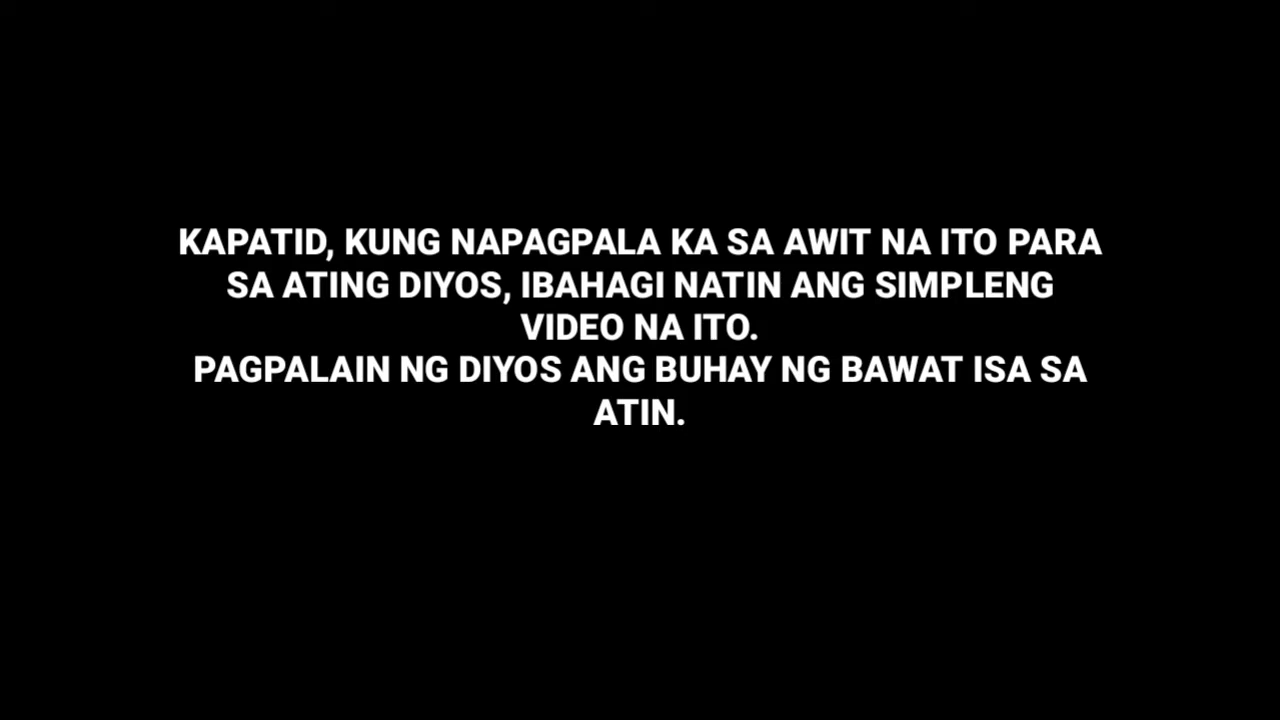 KAPATID, KUNG NAPAGPALA KA SA AWIT NA ITO PARA
SA ATING DIYOS, IBAHAGI NATIN ANG SIMPLENG
VIDEO NA ITO.
PAGPALAIN NG DIYOS ANG BUHAY NG BAWAT ISA SA
ATIN.